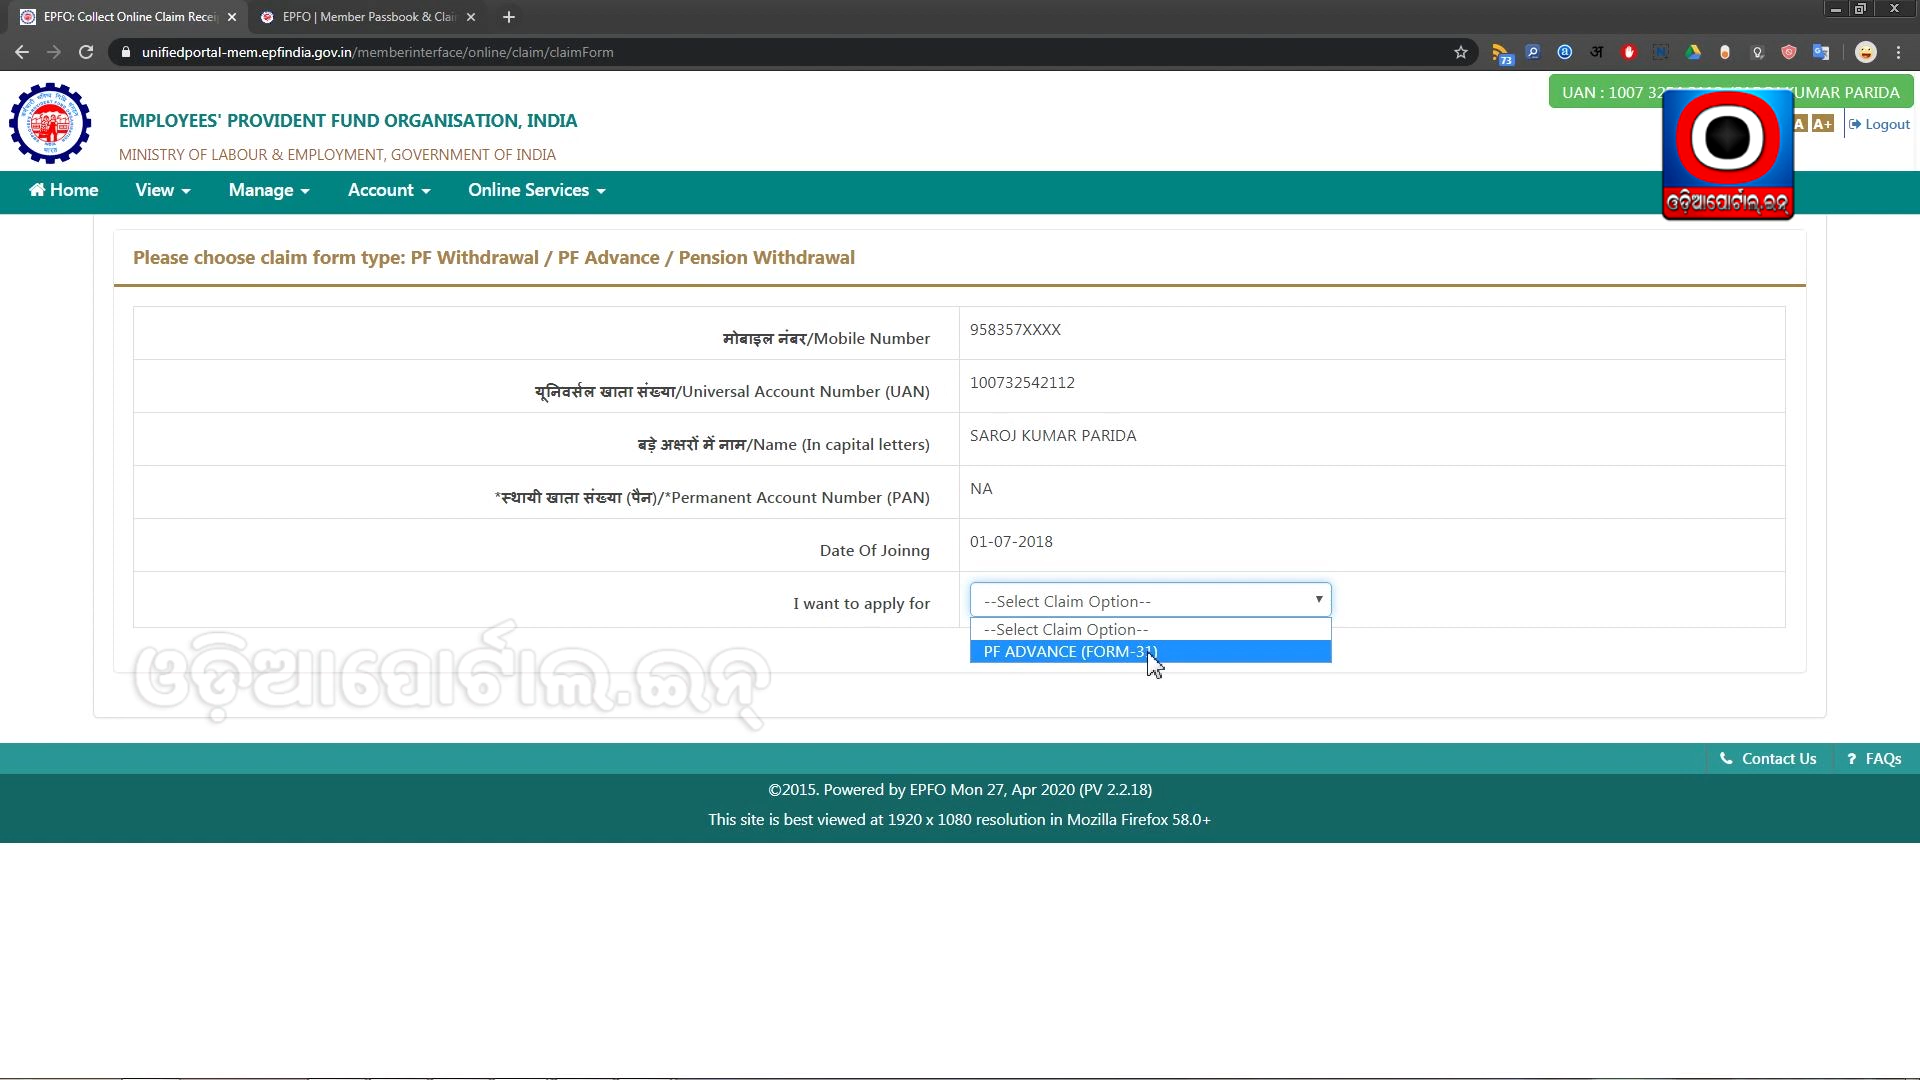 EPFO: Collect Online Claim Recei
EPFO | Member Passbook & Clai
unifiedportal-mem.epfindia.gov.in/memberinterface/online/claim/claimForm
73
UAN : 1007 32
KUMAR PARIDA
EMPLOYEES' PROVIDENT FUND ORGANISATION, INDIA
A A+ Logout
MINISTRY OF LABOUR & EMPLOYMENT, GOVERNMENT OF INDIA
Home View Manage Account Online Services
ଓଡ଼ିଆପୋର୍ଟାଲ୍.ଇନ୍
Please choose claim form type: PF Withdrawal / PF Advance / Pension Withdrawal
मोबाइल नंबर/Mobile Number 958357XXXX
यूनिवर्सल खाता संख्या/Universal Account Number (UAN) 100732542112
बड़े अक्षरों में नाम/Name (In capital letters) SAROJ KUMAR PARIDA
*स्थायी खाता संख्या (पैन)/*Permanent Account Number (PAN) NA
Date Of Joinng 01-07-2018
I want to apply for --Select Claim Option--
--Select Claim Option--
PF ADVANCE (FORM-31)
ଓଡ଼ିଆପୋର୍ଟାଲ୍.ଇନ୍
Contact Us ? FAQs
©2015. Powered by EPFO Mon 27, Apr 2020 (PV 2.2.18)
This site is best viewed at 1920 x 1080 resolution in Mozilla Firefox 58.0+